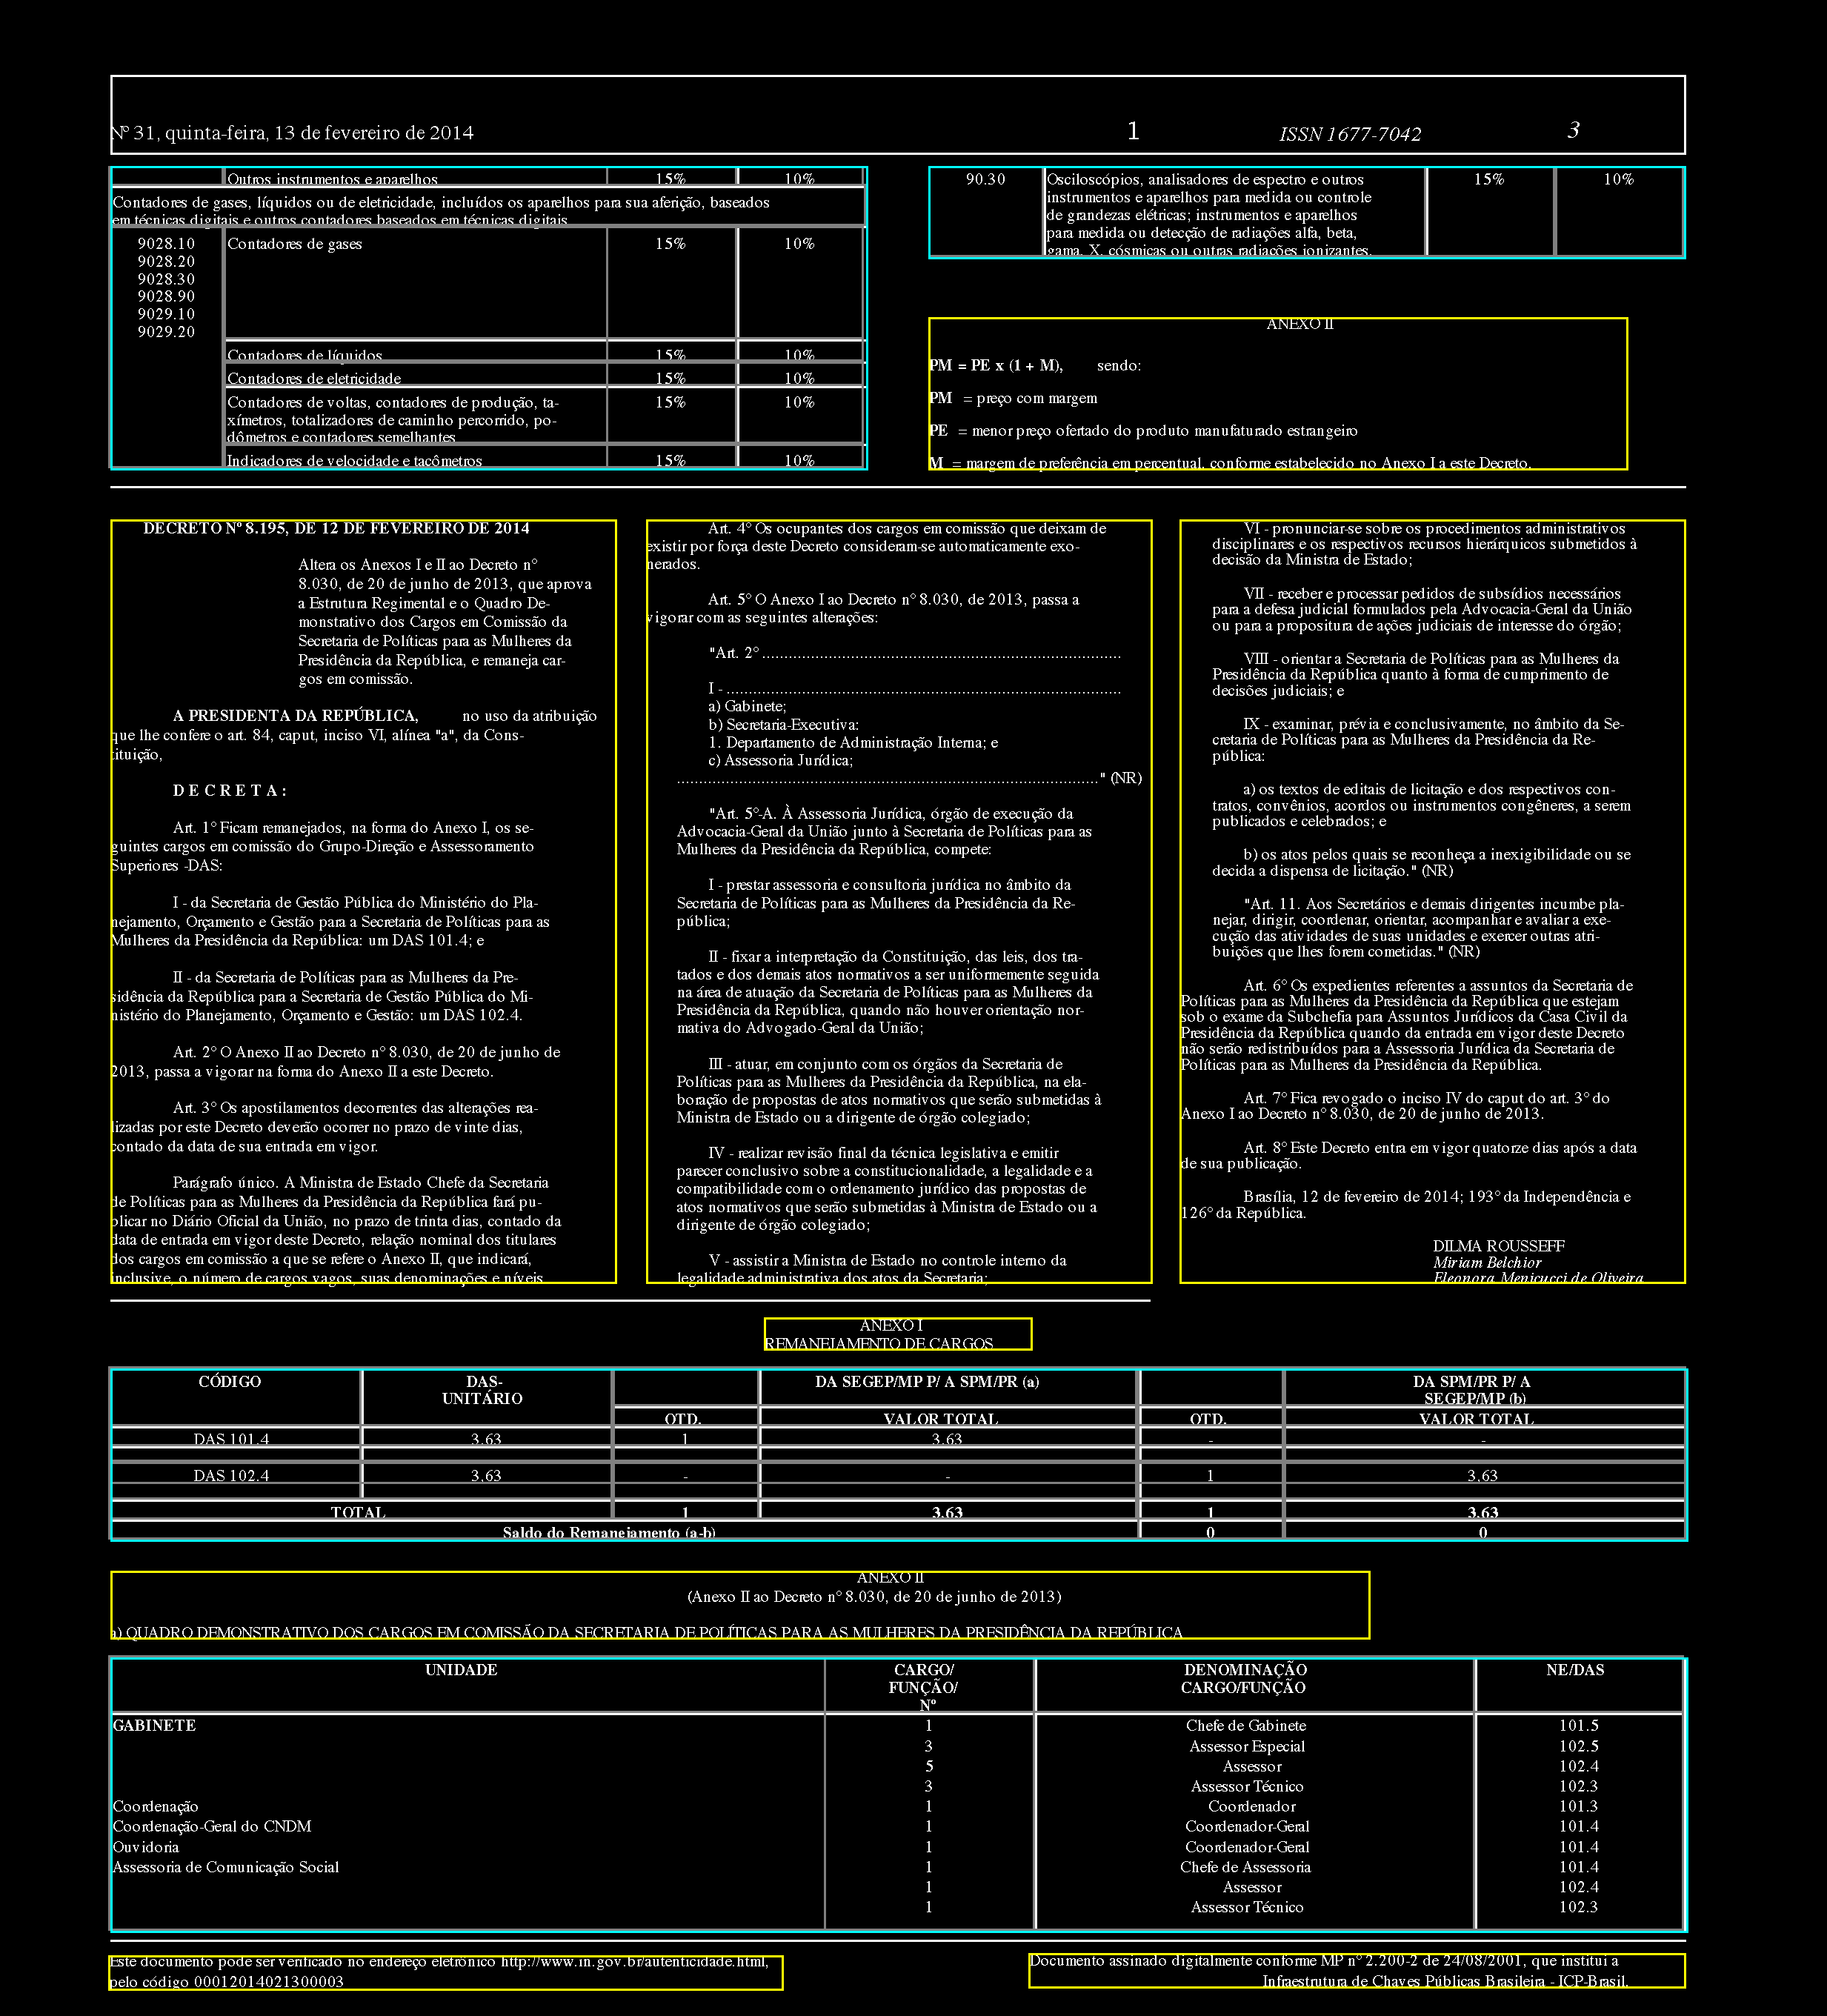 Nº 31, quinta-feira, 13 de fevereiro de 2014 1 ISSN 1677-7042 3
Outros instrumentos e aparelhos 15% 10%
Contadores de gases, líquidos ou de eletricidade, incluídos os aparelhos para sua aferição, baseados
em técnicas digitais e outros contadores baseados em técnicas digitais
9028.10 Contadores de gases 15% 10%
9028.20
9028.30
9028.90
9029.10
9029.20
Contadores de líquidos 15% 10%
Contadores de eletricidade 15% 10%
Contadores de voltas, contadores de produção, ta- 15% 10%
xímetros, totalizadores de caminho percorrido, po-
dômetros e contadores semelhantes
Indicadores de velocidade e tacômetros 15% 10%
90.30 Osciloscópios, analisadores de espectro e outros 15% 10%
instrumentos e aparelhos para medida ou controle
de grandezas elétricas; instrumentos e aparelhos
para medida ou detecção de radiações alfa, beta,
gama, X, cósmicas ou outras radiações ionizantes.
ANEXO II
PM = PE x (1 + M), sendo:
PM = preço com margem
PE = menor preço ofertado do produto manufaturado estrangeiro
M = margem de preferência em percentual, conforme estabelecido no Anexo I a este Decreto.
DECRETO Nº 8.195, DE 12 DE FEVEREIRO DE 2014
Altera os Anexos I e II ao Decreto nº
8.030, de 20 de junho de 2013, que aprova
a Estrutura Regimental e o Quadro De-
monstrativo dos Cargos em Comissão da
Secretaria de Políticas para as Mulheres da
Presidência da República, e remaneja car-
gos em comissão.
A PRESIDENTA DA REPÚBLICA, no uso da atribuição
que lhe confere o art. 84, caput, inciso VI, alínea "a", da Cons-
tituição,
D E C R E T A :
Art. 1º Ficam remanejados, na forma do Anexo I, os se-
guintes cargos em comissão do Grupo-Direção e Assessoramento
Superiores -DAS:
I - da Secretaria de Gestão Pública do Ministério do Pla-
nejamento, Orçamento e Gestão para a Secretaria de Políticas para as
Mulheres da Presidência da República: um DAS 101.4; e
II - da Secretaria de Políticas para as Mulheres da Pre-
sidência da República para a Secretaria de Gestão Pública do Mi-
nistério do Planejamento, Orçamento e Gestão: um DAS 102.4.
Art. 2º O Anexo II ao Decreto nº 8.030, de 20 de junho de
2013, passa a vigorar na forma do Anexo II a este Decreto.
Art. 3º Os apostilamentos decorrentes das alterações rea-
lizadas por este Decreto deverão ocorrer no prazo de vinte dias,
contado da data de sua entrada em vigor.
Parágrafo único. A Ministra de Estado Chefe da Secretaria
de Políticas para as Mulheres da Presidência da República fará pu-
blicar no Diário Oficial da União, no prazo de trinta dias, contado da
data de entrada em vigor deste Decreto, relação nominal dos titulares
dos cargos em comissão a que se refere o Anexo II, que indicará,
inclusive, o número de cargos vagos, suas denominações e níveis.
Art. 4º Os ocupantes dos cargos em comissão que deixam de
existir por força deste Decreto consideram-se automaticamente exo-
nerados.
Art. 5º O Anexo I ao Decreto nº 8.030, de 2013, passa a
vigorar com as seguintes alterações:
"Art. 2º .................................................................................
I - .........................................................................................
a) Gabinete;
b) Secretaria-Executiva:
1. Departamento de Administração Interna; e
c) Assessoria Jurídica;
..............................................................................................." (NR)
"Art. 5º-A. À Assessoria Jurídica, órgão de execução da
Advocacia-Geral da União junto à Secretaria de Políticas para as
Mulheres da Presidência da República, compete:
I - prestar assessoria e consultoria jurídica no âmbito da
Secretaria de Políticas para as Mulheres da Presidência da Re-
pública;
II - fixar a interpretação da Constituição, das leis, dos tra-
tados e dos demais atos normativos a ser uniformemente seguida
na área de atuação da Secretaria de Políticas para as Mulheres da
Presidência da República, quando não houver orientação nor-
mativa do Advogado-Geral da União;
III - atuar, em conjunto com os órgãos da Secretaria de
Políticas para as Mulheres da Presidência da República, na ela-
boração de propostas de atos normativos que serão submetidas à
Ministra de Estado ou a dirigente de órgão colegiado;
IV - realizar revisão final da técnica legislativa e emitir
parecer conclusivo sobre a constitucionalidade, a legalidade e a
compatibilidade com o ordenamento jurídico das propostas de
atos normativos que serão submetidas à Ministra de Estado ou a
dirigente de órgão colegiado;
V - assistir a Ministra de Estado no controle interno da
legalidade administrativa dos atos da Secretaria;
VI - pronunciar-se sobre os procedimentos administrativos
disciplinares e os respectivos recursos hierárquicos submetidos à
decisão da Ministra de Estado;
VII - receber e processar pedidos de subsídios necessários
para a defesa judicial formulados pela Advocacia-Geral da União
ou para a propositura de ações judiciais de interesse do órgão;
VIII - orientar a Secretaria de Políticas para as Mulheres da
Presidência da República quanto à forma de cumprimento de
decisões judiciais; e
IX - examinar, prévia e conclusivamente, no âmbito da Se-
cretaria de Políticas para as Mulheres da Presidência da Re-
pública:
a) os textos de editais de licitação e dos respectivos con-
tratos, convênios, acordos ou instrumentos congêneres, a serem
publicados e celebrados; e
b) os atos pelos quais se reconheça a inexigibilidade ou se
decida a dispensa de licitação." (NR)
"Art. 11. Aos Secretários e demais dirigentes incumbe pla-
nejar, dirigir, coordenar, orientar, acompanhar e avaliar a exe-
cução das atividades de suas unidades e exercer outras atri-
buições que lhes forem cometidas." (NR)
Art. 6º Os expedientes referentes a assuntos da Secretaria de
Políticas para as Mulheres da Presidência da República que estejam
sob o exame da Subchefia para Assuntos Jurídicos da Casa Civil da
Presidência da República quando da entrada em vigor deste Decreto
não serão redistribuídos para a Assessoria Jurídica da Secretaria de
Políticas para as Mulheres da Presidência da República.
Art. 7º Fica revogado o inciso IV do caput do art. 3º do
Anexo I ao Decreto nº 8.030, de 20 de junho de 2013.
Art. 8º Este Decreto entra em vigor quatorze dias após a data
de sua publicação.
Brasília, 12 de fevereiro de 2014; 193º da Independência e
126º da República.
DILMA ROUSSEFF
Miriam Belchior
Eleonora Menicucci de Oliveira
ANEXO I
REMANEJAMENTO DE CARGOS
CÓDIGO DAS- DA SEGEP/MP P/ A SPM/PR (a) DA SPM/PR P/ A
UNITÁRIO SEGEP/MP (b)
QTD. VALOR TOTAL QTD. VALOR TOTAL
DAS 101.4 3,63 1 3,63 - -
DAS 102.4 3,63 - - 1 3,63
TOTAL 1 3,63 1 3,63
Saldo do Remanejamento (a-b) 0 0
ANEXO II
(Anexo II ao Decreto nº 8.030, de 20 de junho de 2013)
a) QUADRO DEMONSTRATIVO DOS CARGOS EM COMISSÃO DA SECRETARIA DE POLÍTICAS PARA AS MULHERES DA PRESIDÊNCIA DA REPÚBLICA
UNIDADE CARGO/ DENOMINAÇÃO NE/DAS
FUNÇÃO/ CARGO/FUNÇÃO
Nº
GABINETE 1 Chefe de Gabinete 101.5
3 Assessor Especial 102.5
5 Assessor 102.4
3 Assessor Técnico 102.3
Coordenação 1 Coordenador 101.3
Coordenação-Geral do CNDM 1 Coordenador-Geral 101.4
Ouvidoria 1 Coordenador-Geral 101.4
Assessoria de Comunicação Social 1 Chefe de Assessoria 101.4
1 Assessor 102.4
1 Assessor Técnico 102.3
Este documento pode ser verificado no endereço eletrônico http://www.in.gov.br/autenticidade.html,
pelo código 00012014021300003
Documento assinado digitalmente conforme MP nº 2.200-2 de 24/08/2001, que institui a
Infraestrutura de Chaves Públicas Brasileira - ICP-Brasil.